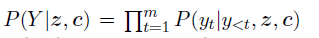 P(Y|z, c) = ∏_{t=1}^{m} P(y_t|y_{<t}, z, c)